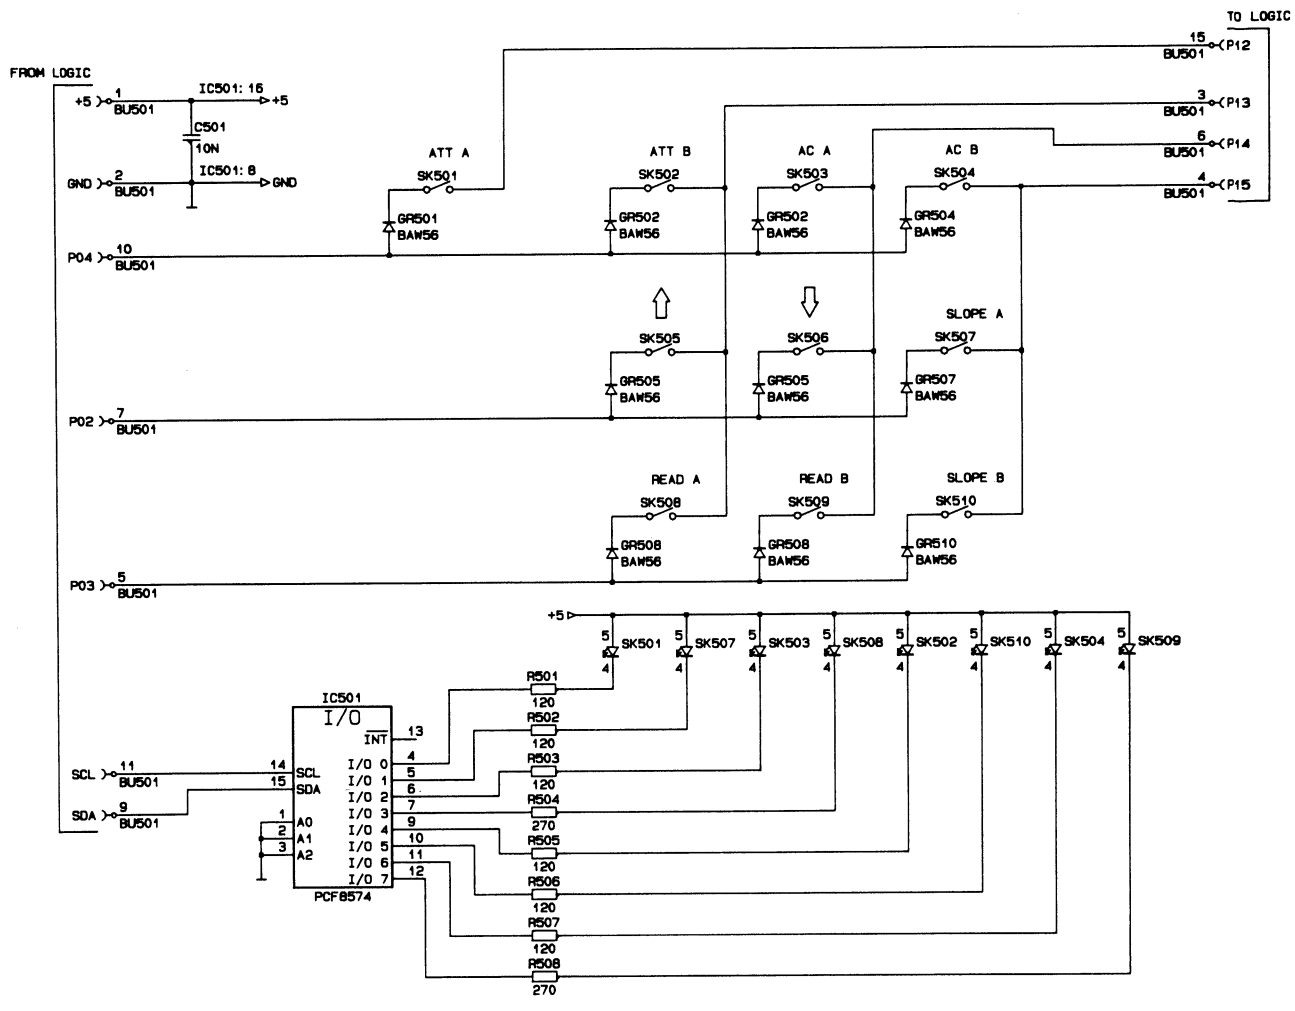 TO LOGIC
15
BU501
P12
FROM LOGIC
+5
1
BU501
IC501: 16
+5
3
BU501
P13
C501
10N
6
BU501
P14
GND
2
BU501
IC501: 8
GND
ATT A
SK501
ATT B
SK502
AC A
SK503
AC B
SK504
4
BU501
P15
GR501
BAW56
GR502
BAW56
GR502
BAW56
GR504
BAW56
P04
10
BU501
SK505
SK506
SLOPE A
SK507
GR505
BAW56
GR505
BAW56
GR507
BAW56
P02
7
BU501
READ A
SK508
READ B
SK509
SLOPE B
SK510
GR508
BAW56
GR508
BAW56
GR510
BAW56
P03
5
BU501
+5
5
SK501
4
5
SK507
4
5
SK503
4
5
SK508
4
5
SK502
4
5
SK510
4
5
SK504
4
5
SK509
4
IC501
I/O
INT
13
SCL
11
BU501
14
SCL
SDA
9
BU501
15
SDA
1
A0
2
A1
3
A2
I/O 0
4
I/O 1
5
I/O 2
6
I/O 3
7
I/O 4
9
I/O 5
10
I/O 6
11
I/O 7
12
PCF8574
R501
120
R502
120
R503
120
R504
270
R505
120
R506
120
R507
120
R508
270